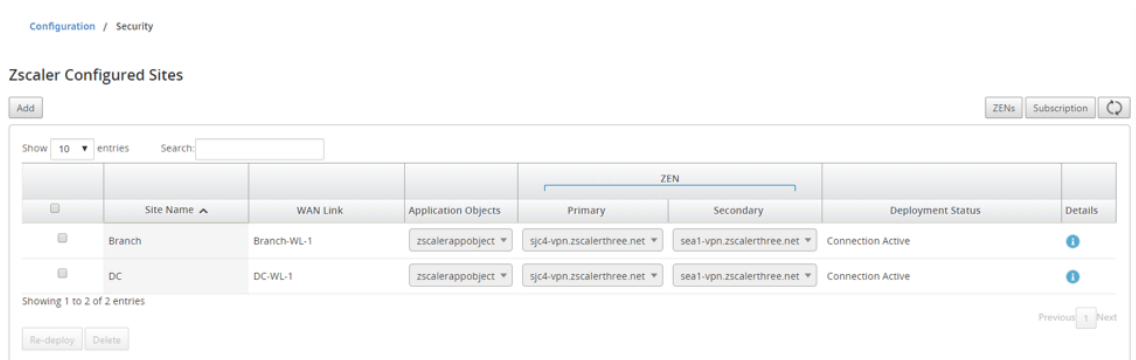 Configuration / Security
Zscaler Configured Sites
Add
ZENs Subscription
Show 10 entries Search:
ZEN
Site Name WAN Link Application Objects Primary Secondary Deployment Status Details
Branch Branch-WL-1 zscalerappobject sjc4-vpn.zscalerthree.net sea1-vpn.zscalerthree.net Connection Active
DC DC-WL-1 zscalerappobject sjc4-vpn.zscalerthree.net sea1-vpn.zscalerthree.net Connection Active
Showing 1 to 2 of 2 entries
Previous 1 Next
Re-deploy Delete